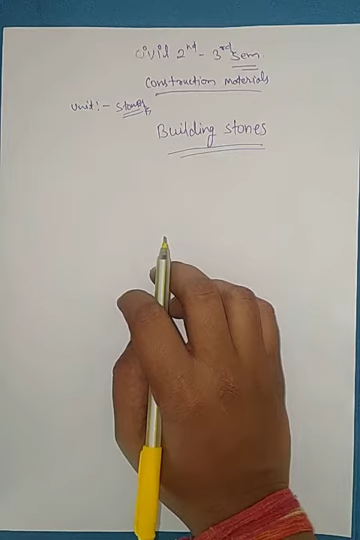 Civil 2nd - 3rd Sem
Construction materials
Unit:- Stones
Building stones